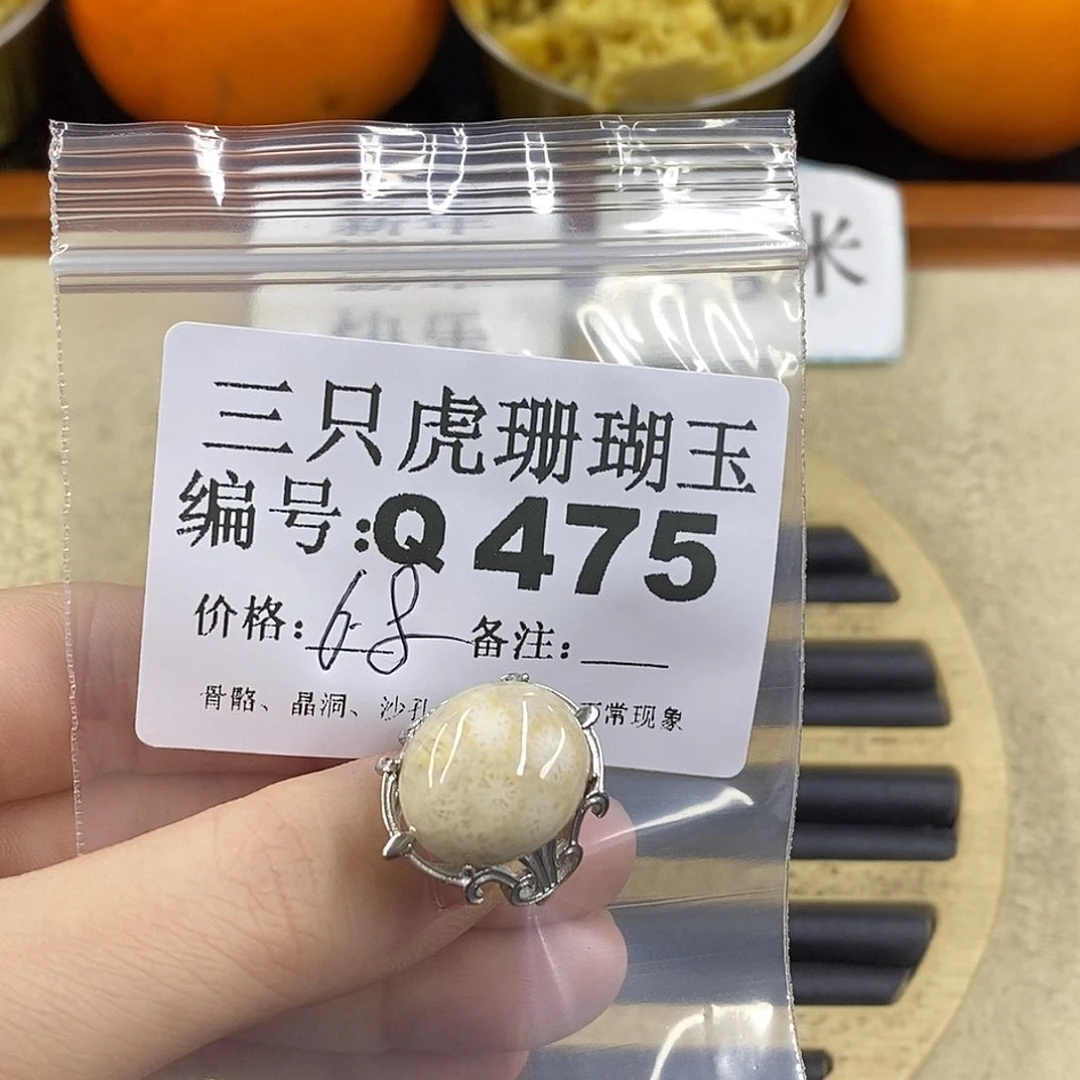 三只虎珊瑚玉
编号:Q 475
价格: 68 备注:
骨骼、晶洞、沙孔 正常现象
米